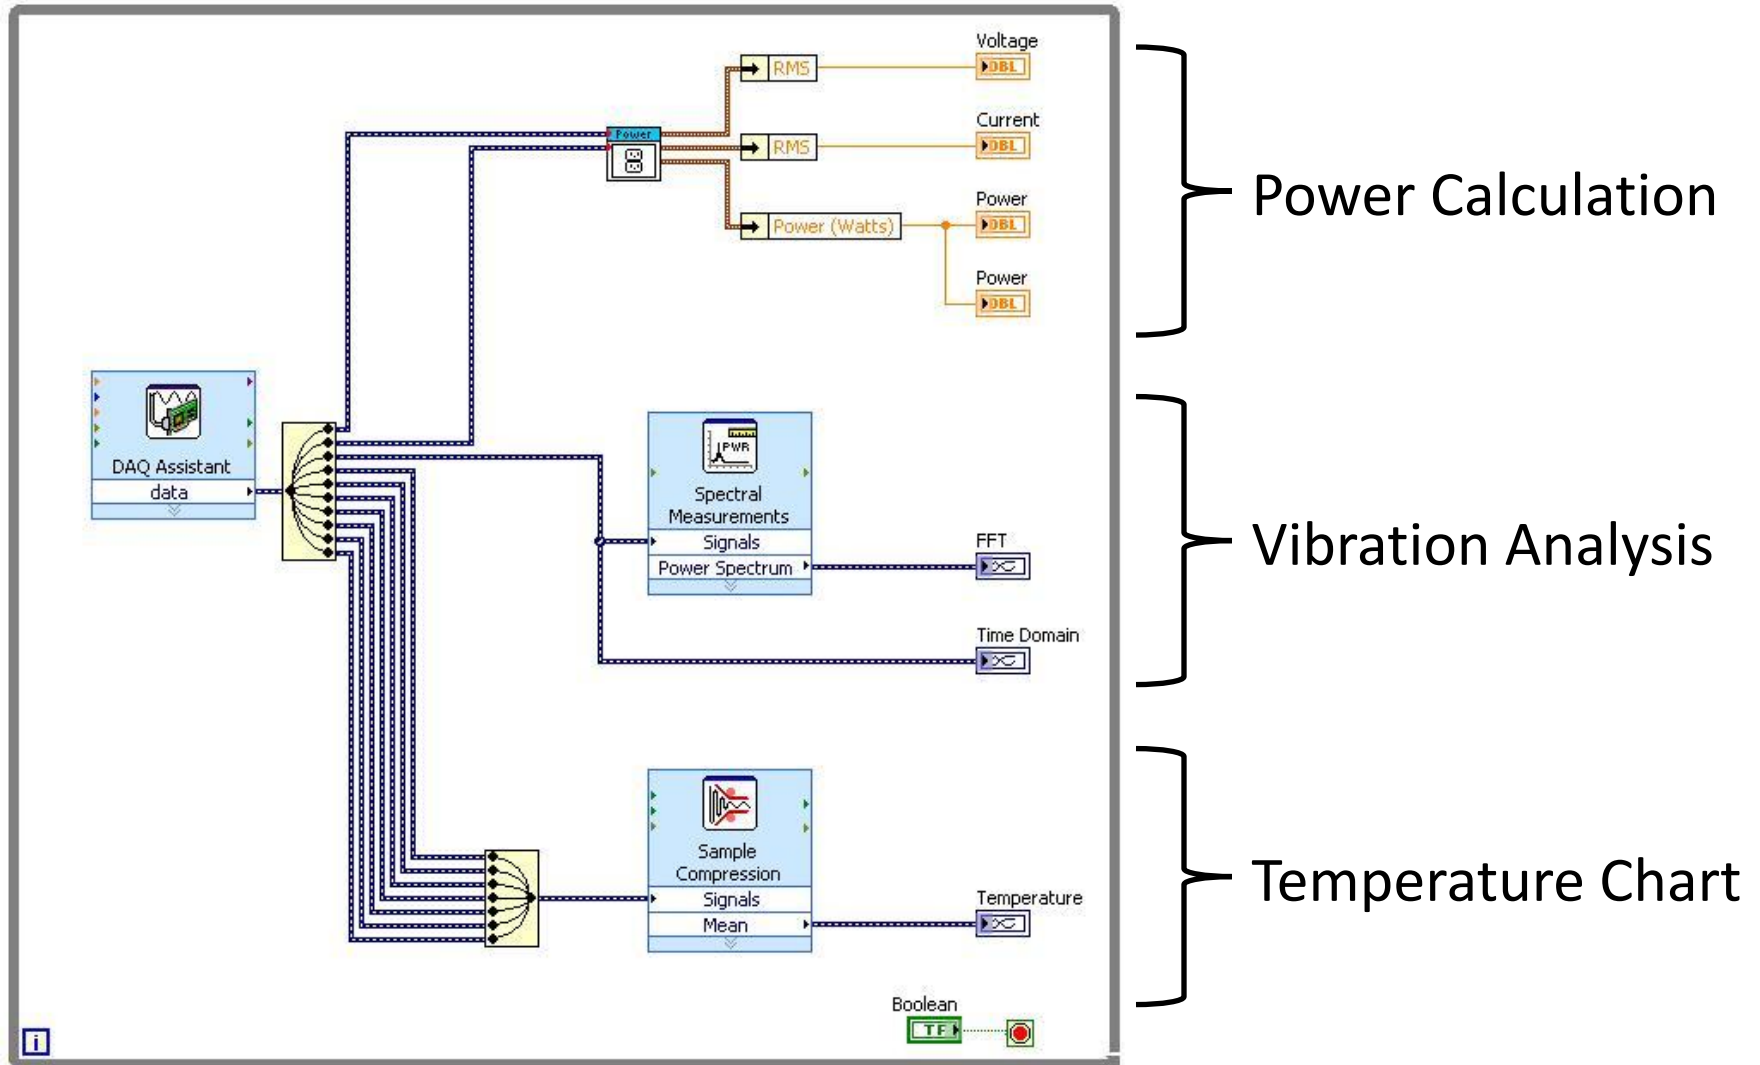 Voltage
RMS
DBL
Current
Power
RMS
DBL
Power
Power (Watts)
DBL
Power
DBL
Power Calculation
DAQ Assistant
data
PWR
Spectral
Measurements
Signals
Power Spectrum
FFT
Time Domain
Vibration Analysis
Sample
Compression
Signals
Mean
Temperature
Temperature Chart
Boolean
TF
i